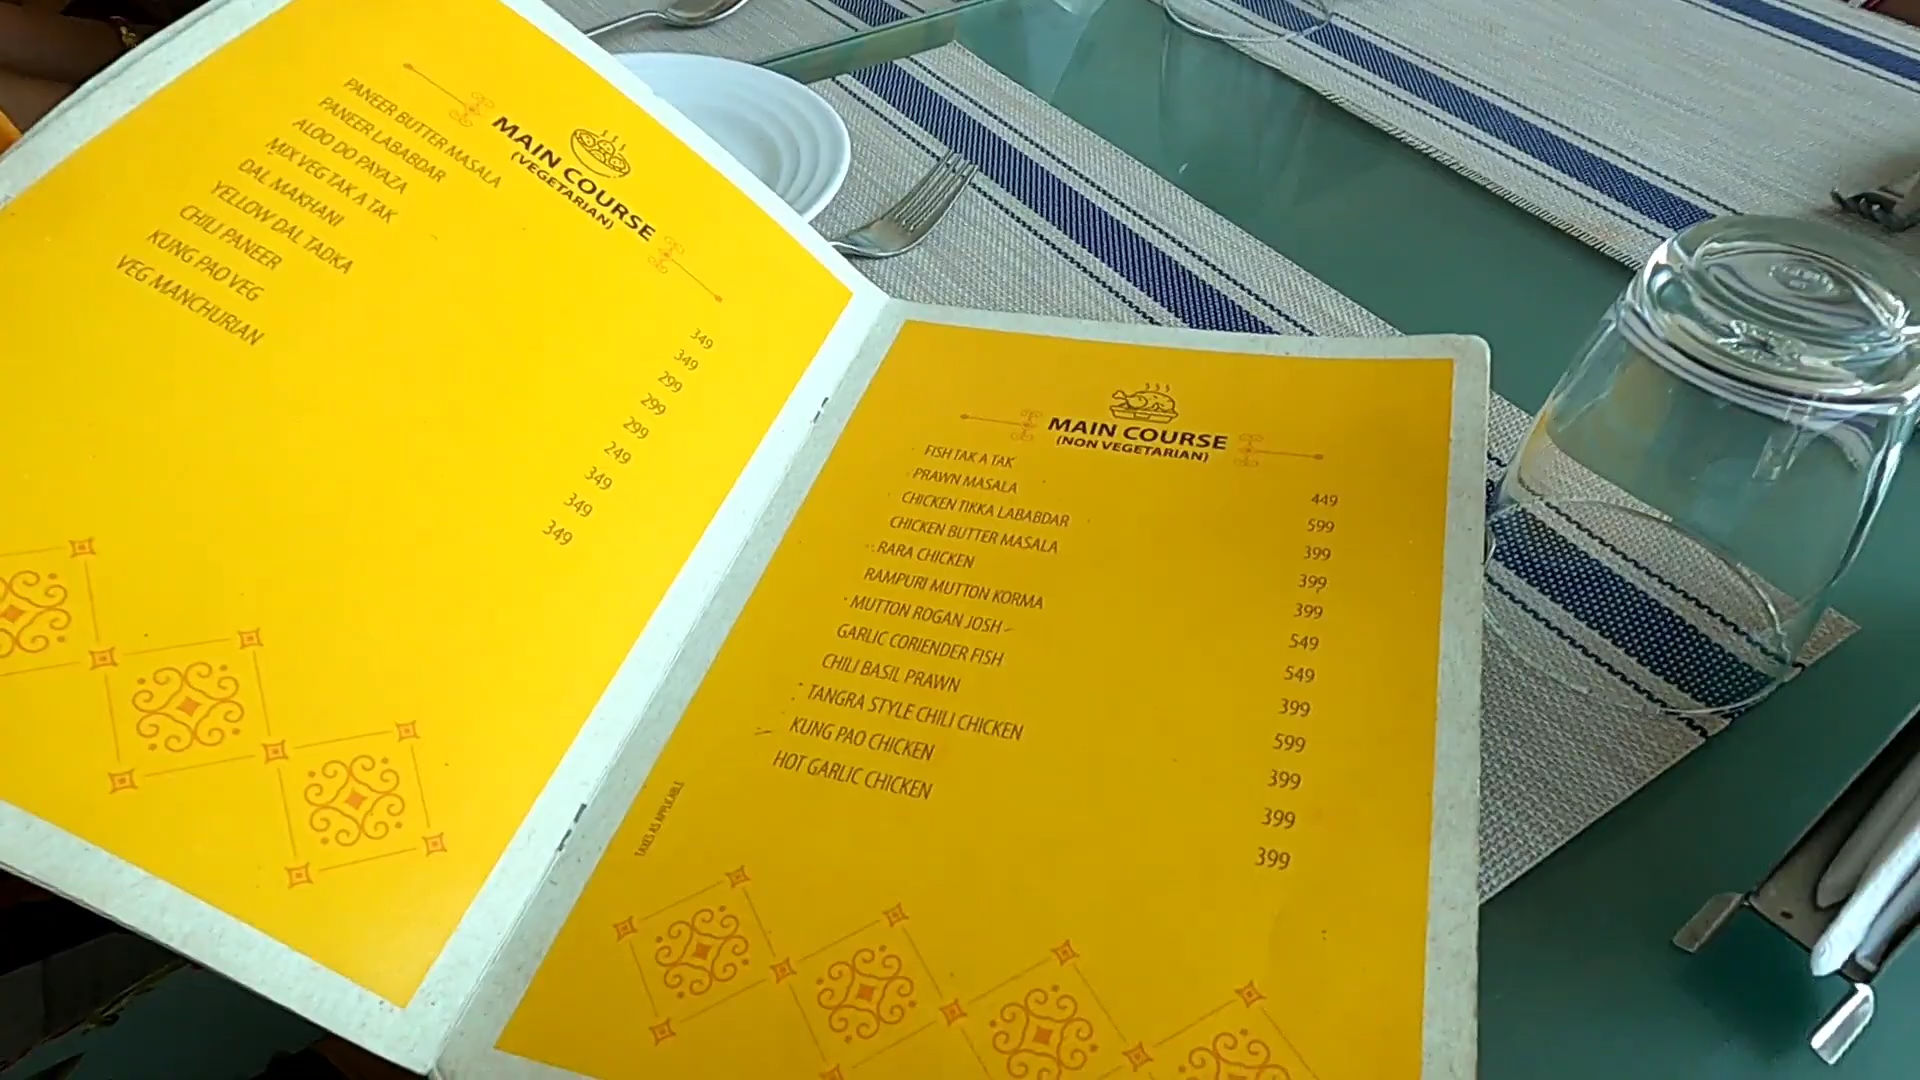 MAIN COURSE
(VEGETARIAN)
PANEER BUTTER MASALA 349
PANEER LABABDAR 349
ALOO DO PAYAZA 299
MIX VEG TAK A TAK 299
DAL MAKHANI 299
YELLOW DAL TADKA 249
CHILI PANEER 349
KUNG PAO VEG 349
VEG MANCHURIAN 349
MAIN COURSE
(NON VEGETARIAN)
FISH TAK A TAK 449
PRAWN MASALA 599
CHICKEN TIKKA LABABDAR 399
CHICKEN BUTTER MASALA 399
RARA CHICKEN 399
RAMPURI MUTTON KORMA 549
MUTTON ROGAN JOSH 549
GARLIC CORIENDER FISH 399
CHILI BASIL PRAWN 599
TANGRA STYLE CHILI CHICKEN 399
KUNG PAO CHICKEN 399
HOT GARLIC CHICKEN 399
TAXES AS APPLICABLE